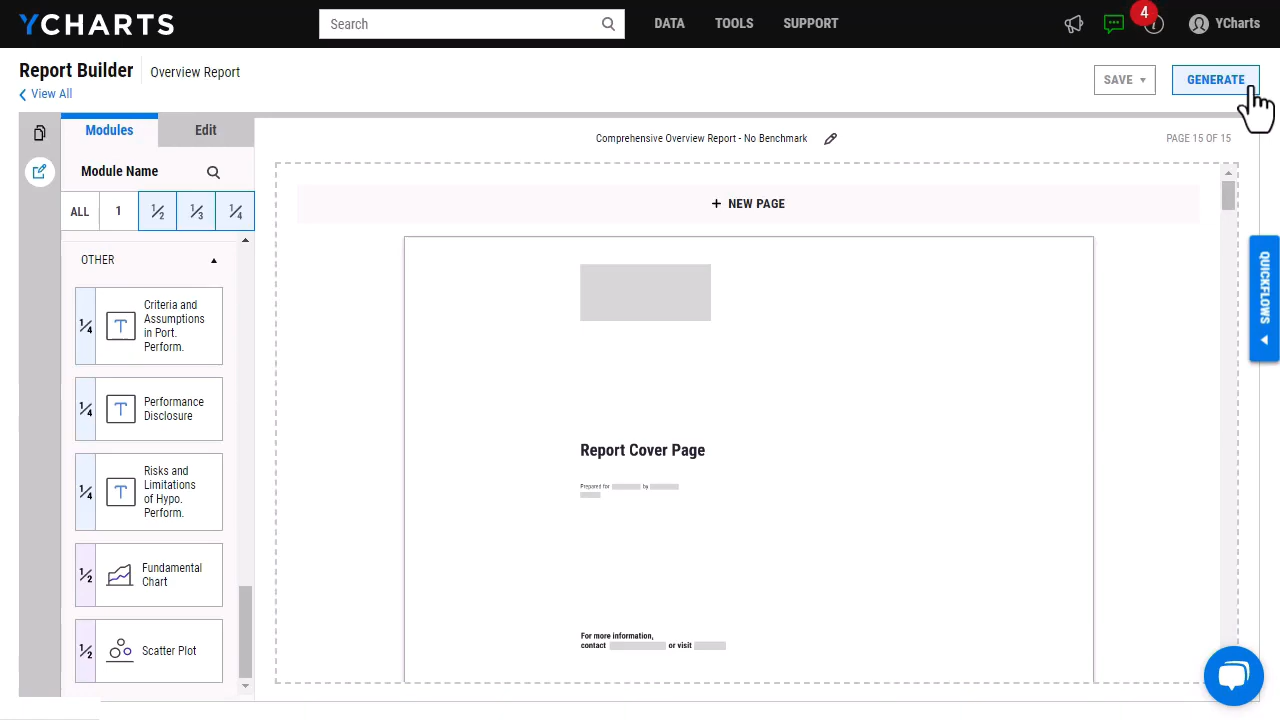 YCHARTS
Search
DATA
TOOLS
SUPPORT
4
YCharts
Report Builder
Overview Report
View All
SAVE
GENERATE
Modules
Edit
Comprehensive Overview Report - No Benchmark
PAGE 15 OF 15
Module Name
ALL
1
1/2
1/3
1/4
+ NEW PAGE
OTHER
1/4
Criteria and
Assumptions
in Port.
Perform.
1/4
Performance
Disclosure
1/4
Risks and
Limitations
of Hypo.
Perform.
1/2
Fundamental
Chart
1/2
Scatter Plot
Report Cover Page
Prepared for
by
For more information,
contact
or visit
QUICKFLOWS